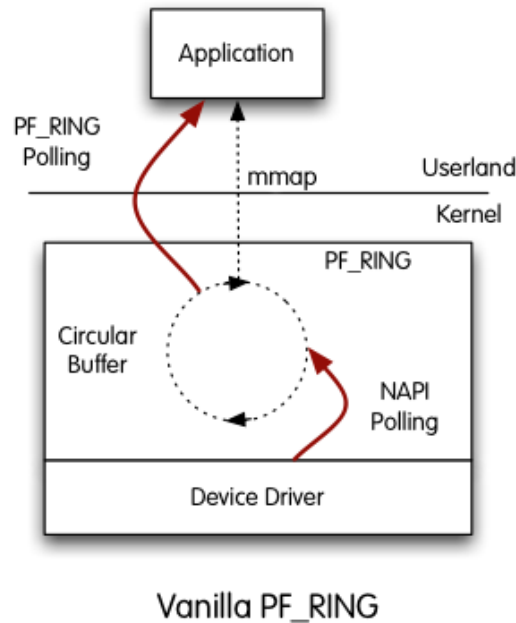 Application
PF_RING
Polling
mmap
Userland
Kernel
PF_RING
Circular
Buffer
NAPI
Polling
Device Driver
Vanilla PF_RING